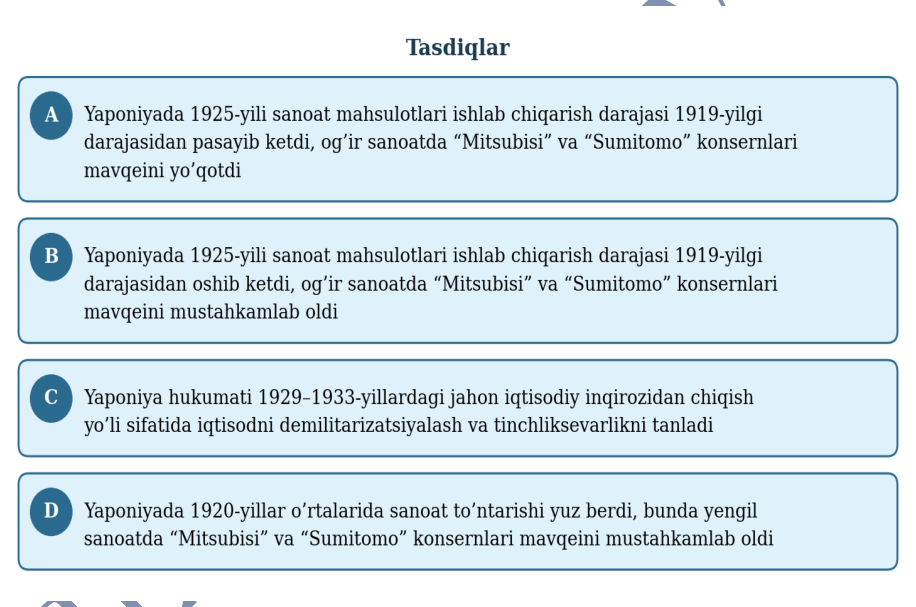 Tasdiqlar
A
Yaponiyada 1925-yili sanoat mahsulotlari ishlab chiqarish darajasi 1919-yilgi
darajasidan pasayib ketdi, og’ir sanoatda “Mitsubisi” va “Sumitomo” konsernlari
mavqeini yo’qotdi
B
Yaponiyada 1925-yili sanoat mahsulotlari ishlab chiqarish darajasi 1919-yilgi
darajasidan oshib ketdi, og’ir sanoatda “Mitsubisi” va “Sumitomo” konsernlari
mavqeini mustahkamlab oldi
C
Yaponiya hukumati 1929–1933-yillardagi jahon iqtisodiy inqirozidan chiqish
yo’li sifatida iqtisodni demilitarizatsiyalash va tinchliksevarlikni tanladi
D
Yaponiyada 1920-yillar o’rtalarida sanoat to’ntarishi yuz berdi, bunda yengil
sanoatda “Mitsubisi” va “Sumitomo” konsernlari mavqeini mustahkamlab oldi